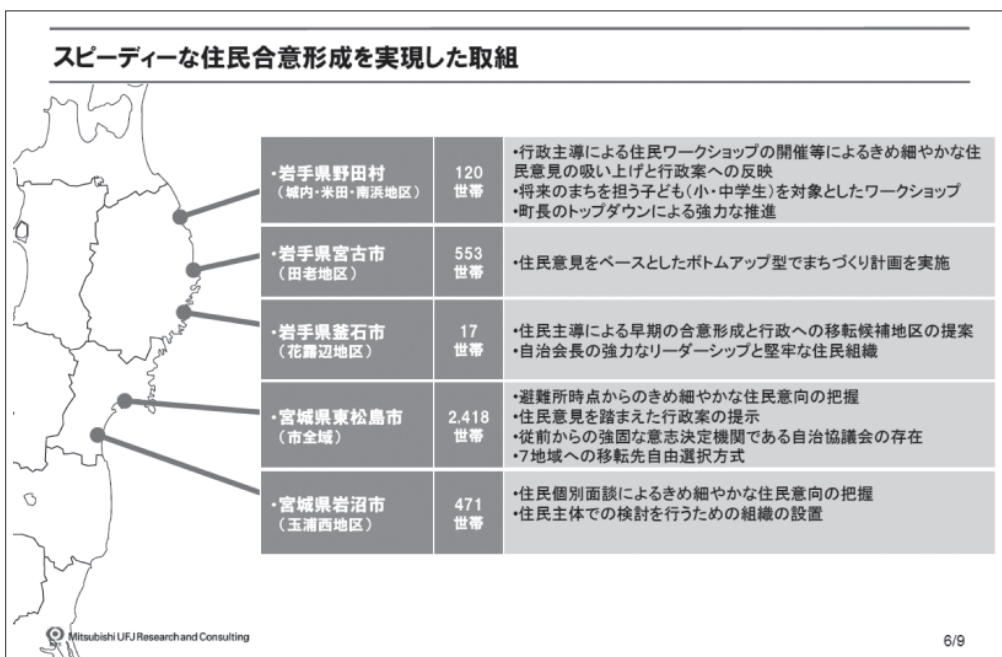 スピーディーな住民合意形成を実現した取組
・岩手県野田村
（城内・米田・南浜地区）
120
世帯
・行政主導による住民ワークショップの開催等によるきめ細やかな住
民意見の吸い上げと行政案への反映
・将来のまちを担う子ども（小・中学生）を対象としたワークショップ
・町長のトップダウンによる強力な推進
・岩手県宮古市
（田老地区）
553
世帯
・住民意見をベースとしたボトムアップ型でまちづくり計画を実施
・岩手県釜石市
（花露辺地区）
17
世帯
・住民主導による早期の合意形成と行政への移転候補地区の提案
・自治会長の強力なリーダーシップと堅牢な住民組織
・宮城県東松島市
（市全域）
2,418
世帯
・避難所時点からのきめ細やかな住民意向の把握
・住民意見を踏まえた行政案の提示
・従前からの強固な意志決定機関である自治協議会の存在
・7地域への移転先自由選択方式
・宮城県岩沼市
（玉浦西地区）
471
世帯
・住民個別面談によるきめ細やかな住民意向の把握
・住民主体での検討を行うための組織の設置
Mitsubishi UFJ Research and Consulting
6/9